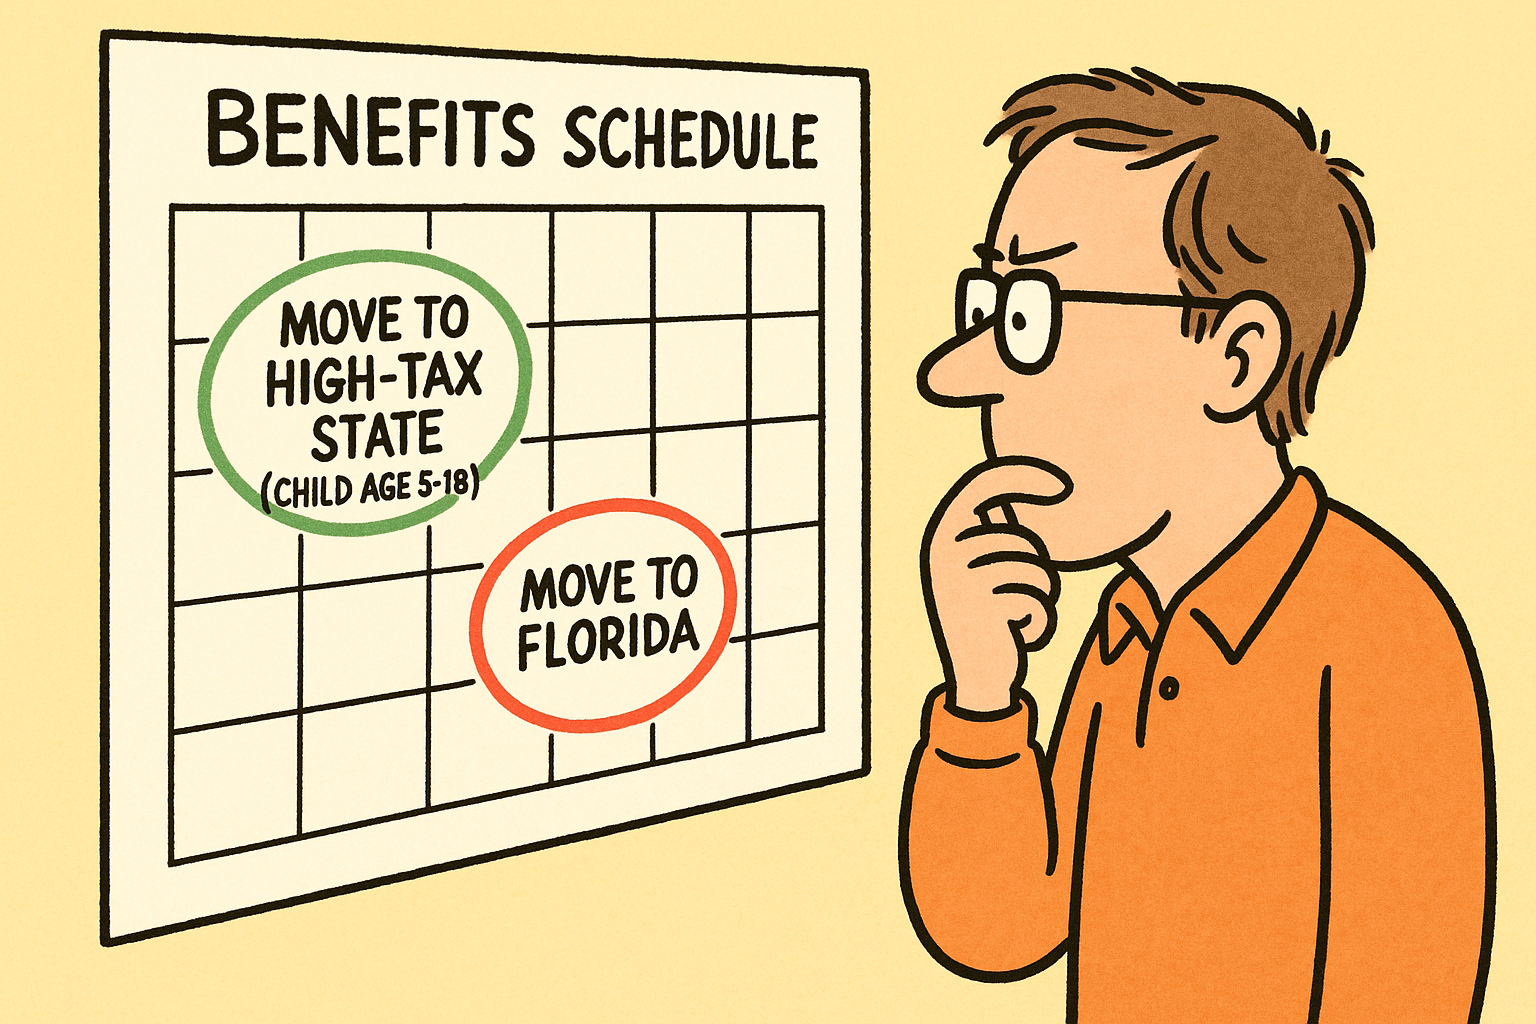 BENEFITS SCHEDULE
MOVE TO
HIGH-TAX
STATE
(CHILD AGE 5-18)
MOVE TO
FLORIDA